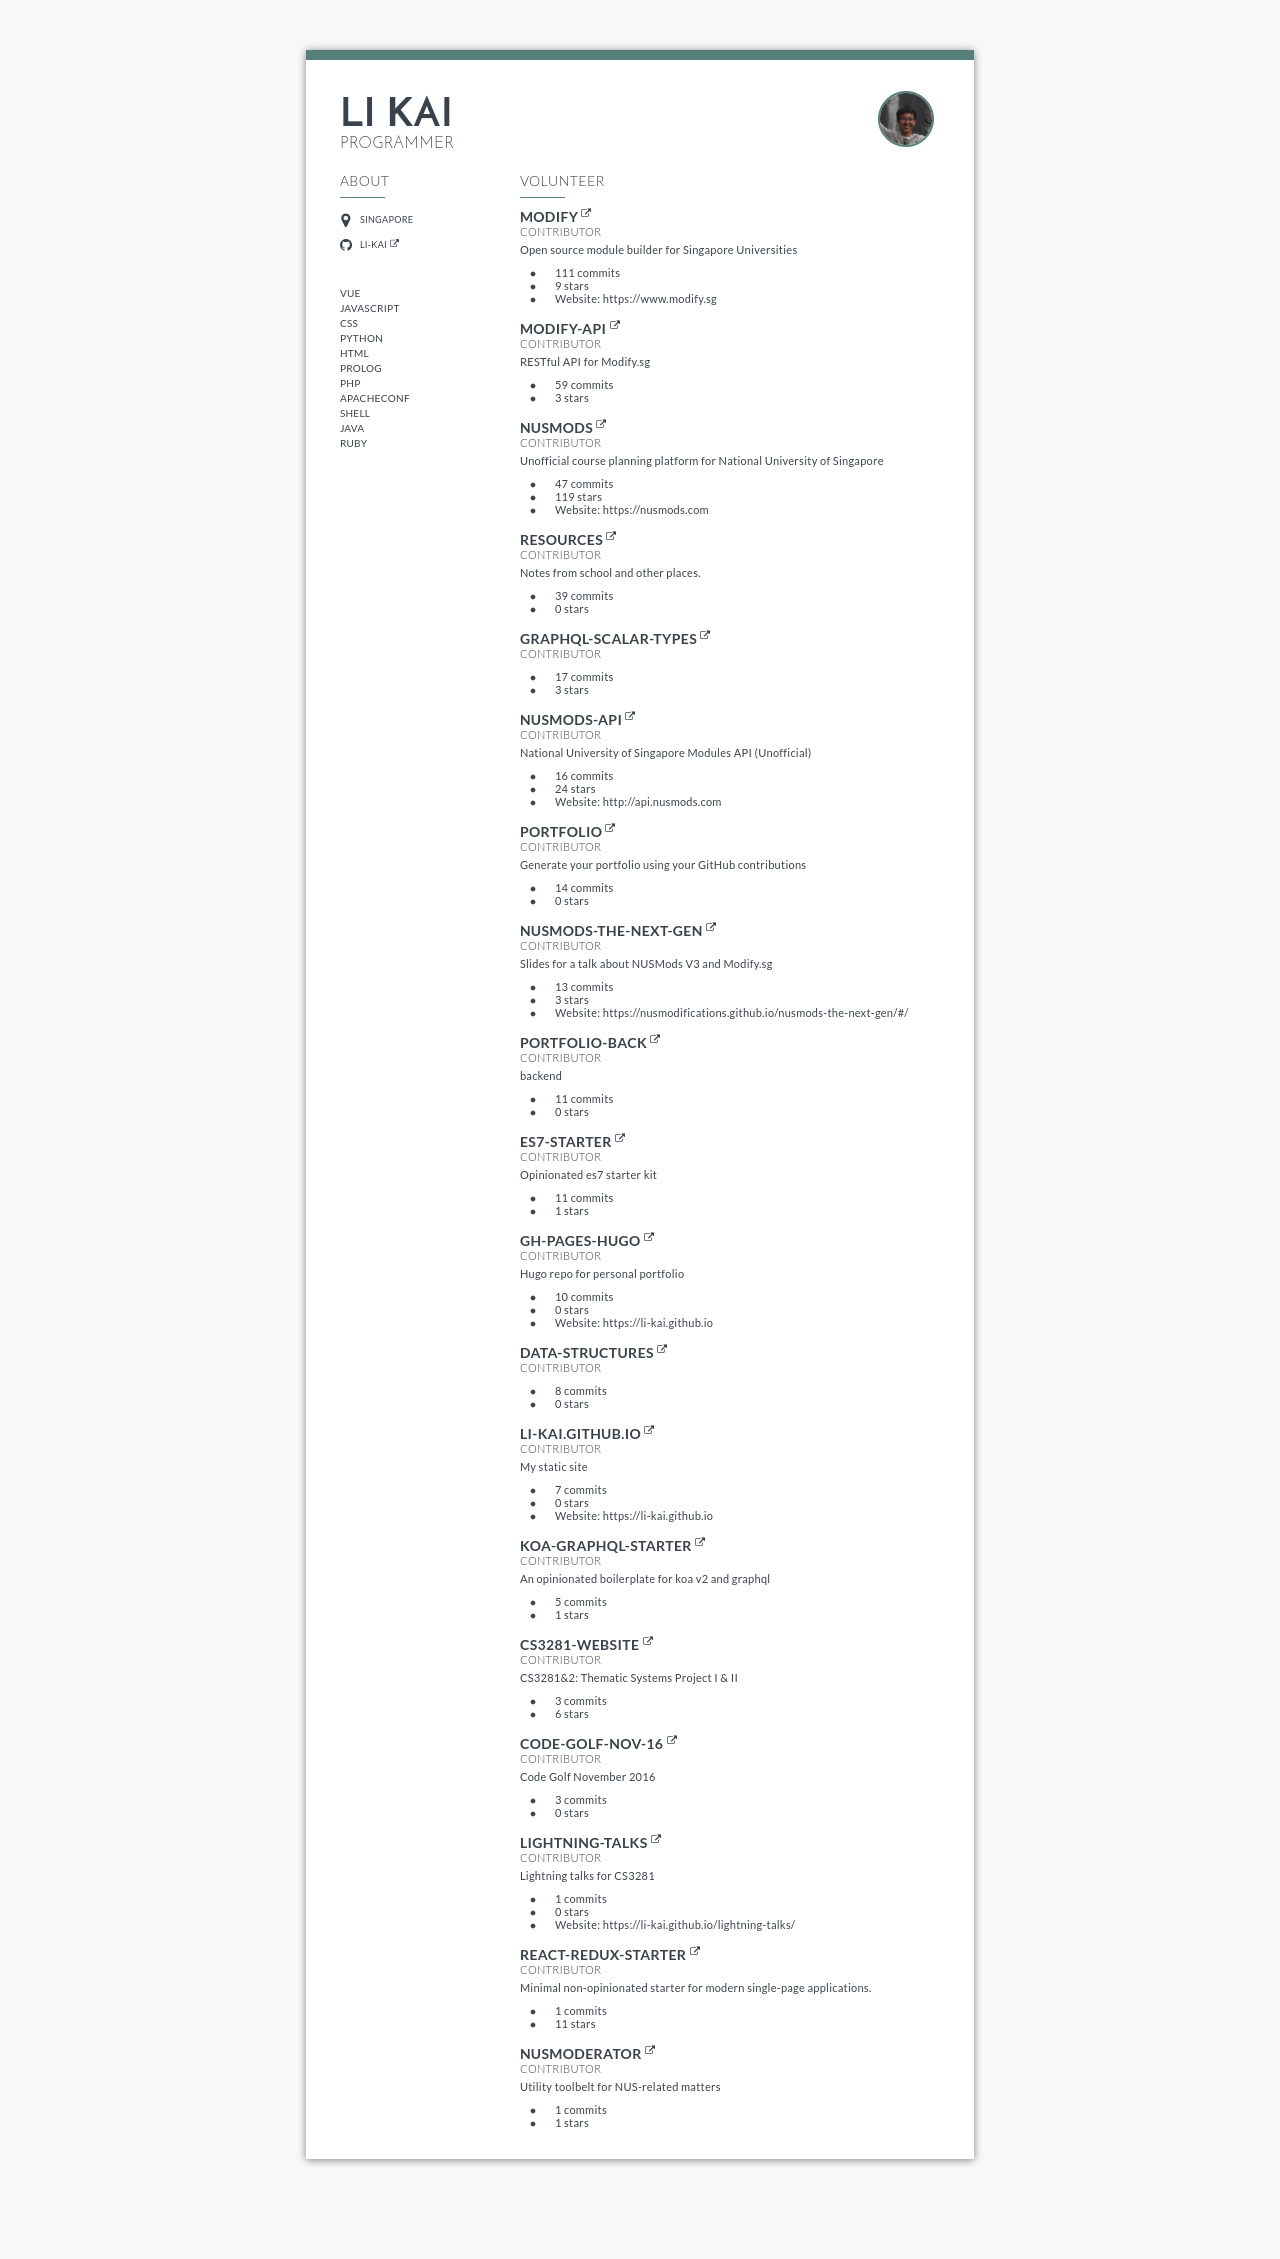 LI KAI
PROGRAMMER
ABOUT
SINGAPORE
LI-KAI
VUE
JAVASCRIPT
CSS
PYTHON
HTML
PROLOG
PHP
APACHECONF
SHELL
JAVA
RUBY
VOLUNTEER
MODIFY
CONTRIBUTOR
Open source module builder for Singapore Universities
111 commits
9 stars
Website: https://www.modify.sg
MODIFY-API
CONTRIBUTOR
RESTful API for Modify.sg
59 commits
3 stars
NUSMODS
CONTRIBUTOR
Unofficial course planning platform for National University of Singapore
47 commits
119 stars
Website: https://nusmods.com
RESOURCES
CONTRIBUTOR
Notes from school and other places.
39 commits
0 stars
GRAPHQL-SCALAR-TYPES
CONTRIBUTOR
17 commits
3 stars
NUSMODS-API
CONTRIBUTOR
National University of Singapore Modules API (Unofficial)
16 commits
24 stars
Website: http://api.nusmods.com
PORTFOLIO
CONTRIBUTOR
Generate your portfolio using your GitHub contributions
14 commits
0 stars
NUSMODS-THE-NEXT-GEN
CONTRIBUTOR
Slides for a talk about NUSMods V3 and Modify.sg
13 commits
3 stars
Website: https://nusmodifications.github.io/nusmods-the-next-gen/#/
PORTFOLIO-BACK
CONTRIBUTOR
backend
11 commits
0 stars
ES7-STARTER
CONTRIBUTOR
Opinionated es7 starter kit
11 commits
1 stars
GH-PAGES-HUGO
CONTRIBUTOR
Hugo repo for personal portfolio
10 commits
0 stars
Website: https://li-kai.github.io
DATA-STRUCTURES
CONTRIBUTOR
8 commits
0 stars
LI-KAI.GITHUB.IO
CONTRIBUTOR
My static site
7 commits
0 stars
Website: https://li-kai.github.io
KOA-GRAPHQL-STARTER
CONTRIBUTOR
An opinionated boilerplate for koa v2 and graphql
5 commits
1 stars
CS3281-WEBSITE
CONTRIBUTOR
CS3281&2: Thematic Systems Project I & II
3 commits
6 stars
CODE-GOLF-NOV-16
CONTRIBUTOR
Code Golf November 2016
3 commits
0 stars
LIGHTNING-TALKS
CONTRIBUTOR
Lightning talks for CS3281
1 commits
0 stars
Website: https://li-kai.github.io/lightning-talks/
REACT-REDUX-STARTER
CONTRIBUTOR
Minimal non-opinionated starter for modern single-page applications.
1 commits
11 stars
NUSMODERATOR
CONTRIBUTOR
Utility toolbelt for NUS-related matters
1 commits
1 stars